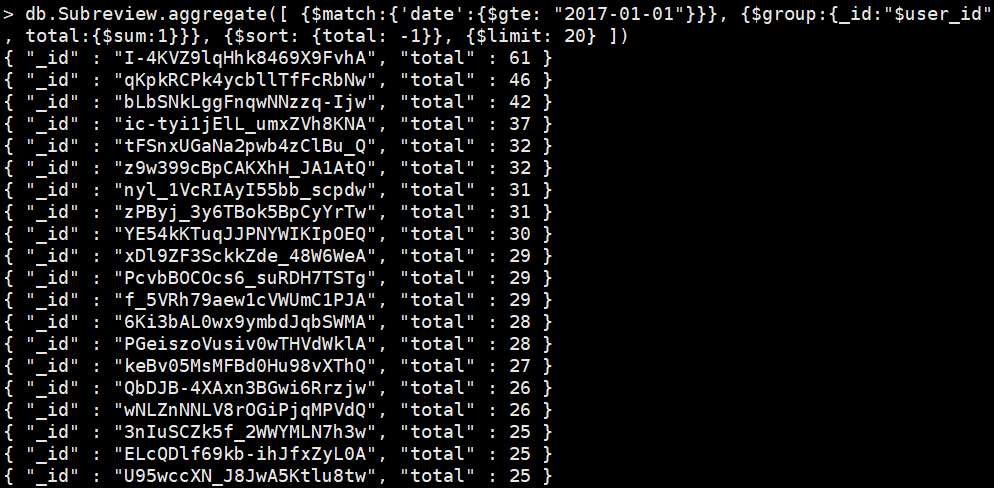 > db.Subreview.aggregate([ {$match:{'date':{$gte: "2017-01-01"}}}, {$group:{_id:"$user_id"
, total:{$sum:1}}}, {$sort: {total: -1}}, {$limit: 20} ])
{ "_id" : "I-4KVZ9lqHhk8469X9FvhA", "total" : 61 }
{ "_id" : "qKpkRCPk4ycbllTfFcRbNw", "total" : 46 }
{ "_id" : "bLbSNkLggFnqwNNzzq-Ijw", "total" : 42 }
{ "_id" : "ic-tyi1jElL_umxZVh8KNA", "total" : 37 }
{ "_id" : "tFSnxUGaNa2pwb4zClBu_Q", "total" : 32 }
{ "_id" : "z9w399cBpCAKXhH_JA1AtQ", "total" : 32 }
{ "_id" : "nyl_1VcRIAyI55bb_scpdw", "total" : 31 }
{ "_id" : "zPByj_3y6TBok5BpCyYrTw", "total" : 31 }
{ "_id" : "YE54kKTuqJJPNYWIKIpOEQ", "total" : 30 }
{ "_id" : "xDl9ZF3SckkZde_48W6WeA", "total" : 29 }
{ "_id" : "PcvbBOCOcs6_suRDH7TSTg", "total" : 29 }
{ "_id" : "f_5VRh79aew1cVWUmC1PJA", "total" : 29 }
{ "_id" : "6Ki3bAL0wx9ymbdJqbSWMA", "total" : 28 }
{ "_id" : "PGeiszoVusiv0wTHVdWklA", "total" : 28 }
{ "_id" : "keBv05MsMFBd0Hu98vXThQ", "total" : 27 }
{ "_id" : "QbDJB-4XAxn3BGwi6Rrzjw", "total" : 26 }
{ "_id" : "wNLZnNNLV8rOGiPjqMPVdQ", "total" : 26 }
{ "_id" : "3nIuSCZk5f_2WWYMLN7h3w", "total" : 25 }
{ "_id" : "ELcQDlf69kb-ihJfxZyL0A", "total" : 25 }
{ "_id" : "U95wccXN_J8JwA5Ktlu8tw", "total" : 25 }